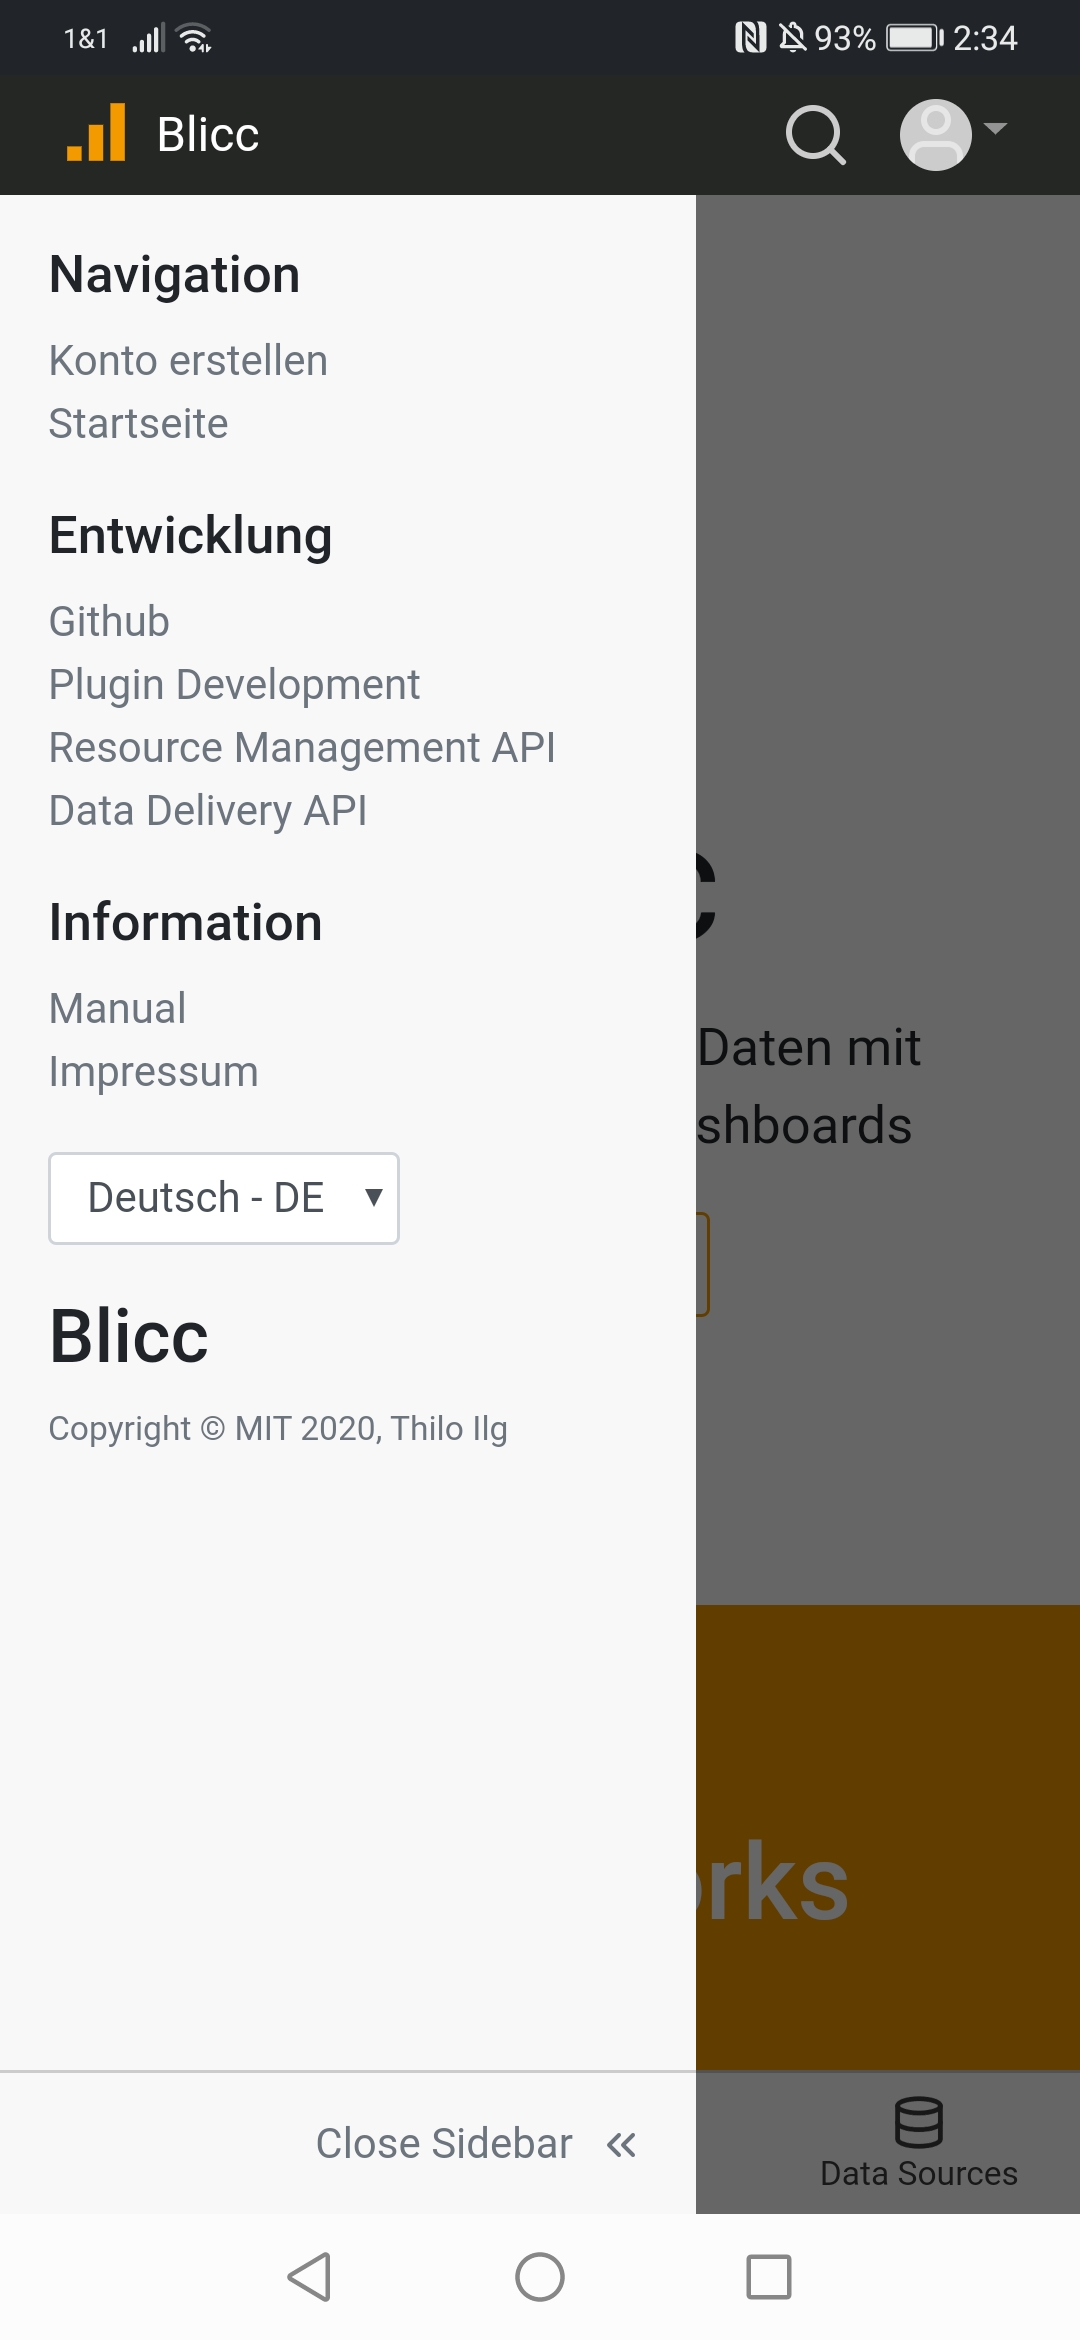 1&1 93% 2:34
Blicc
Navigation
Konto erstellen
Startseite
Entwicklung
Github
Plugin Development
Resource Management API
Data Delivery API
Information
Manual
Impressum
Deutsch - DE
Blicc
Copyright © MIT 2020, Thilo Ilg
c
Daten mit
shboards
orks
Close Sidebar «
Data Sources